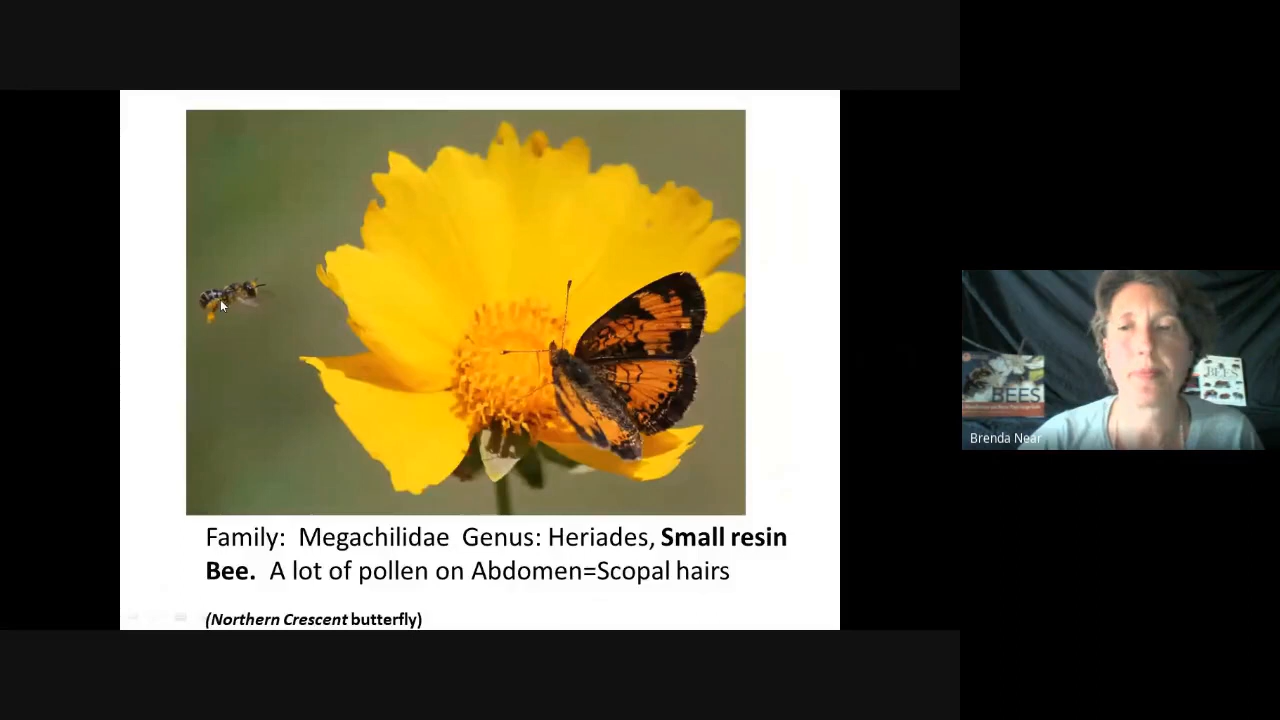 Family:  Megachilidae  Genus: Heriades, Small resin
Bee.  A lot of pollen on Abdomen=Scopal hairs
(Northern Crescent butterfly)
BEES
BEES
Brenda Near